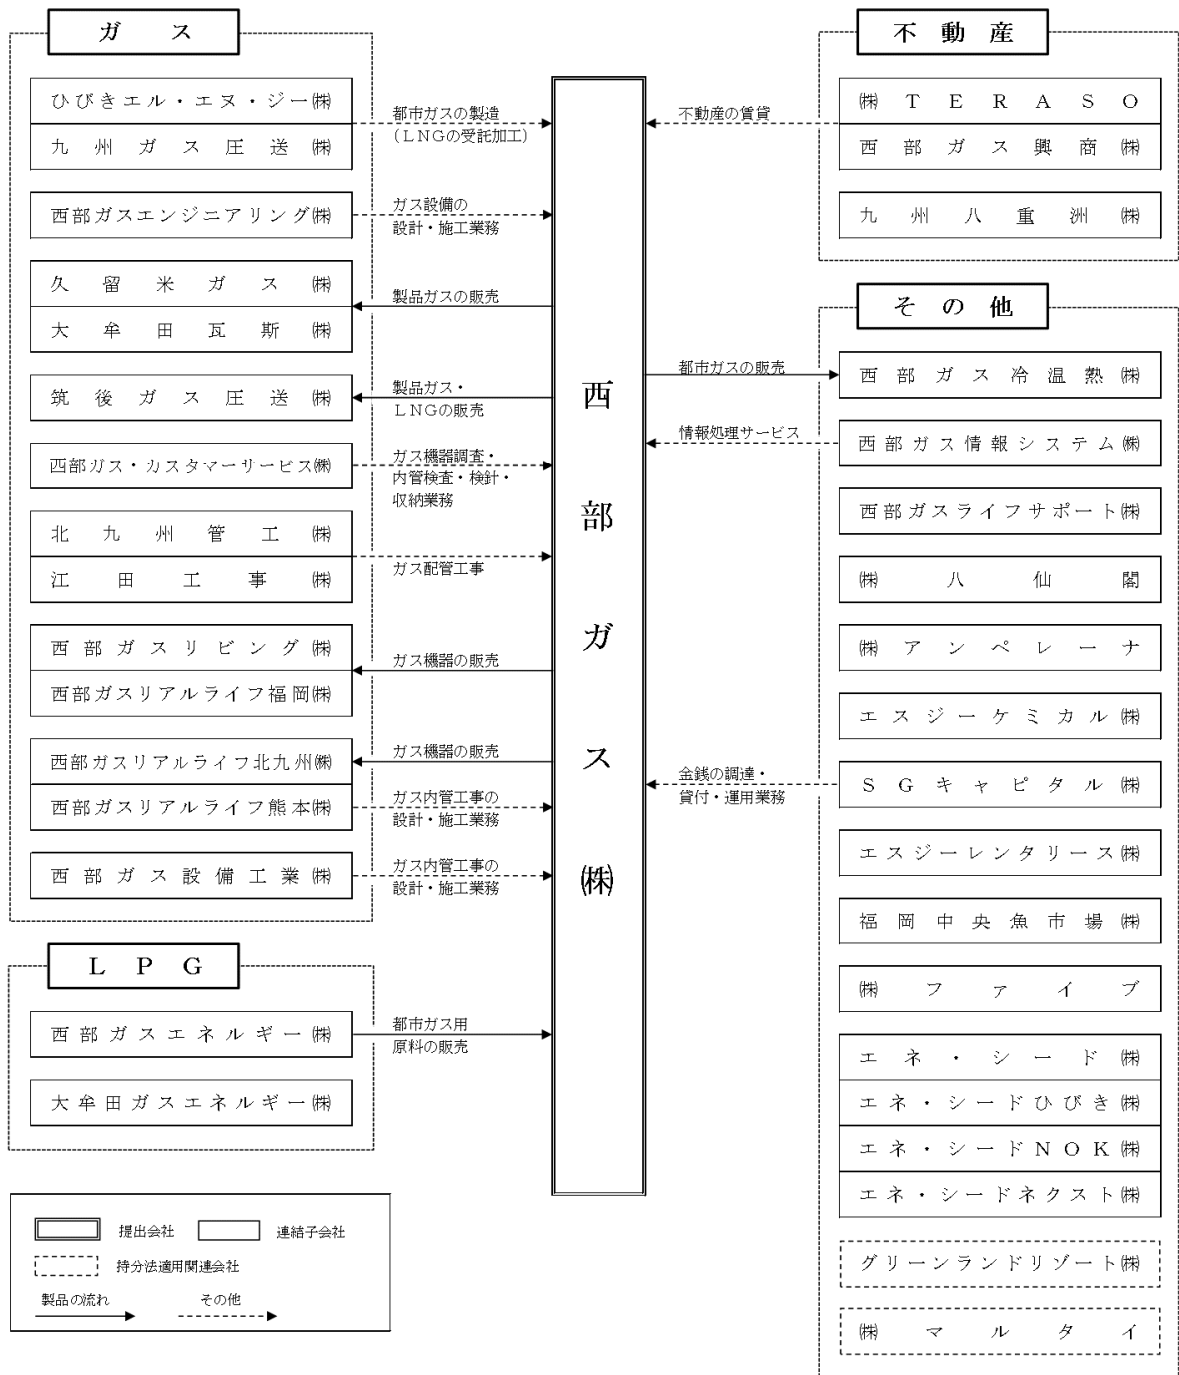 ガス
ひびきエル・エヌ・ジー㈱
九州ガス圧送㈱
都市ガスの製造
(LNGの受託加工)
西部ガスエンジニアリング㈱
ガス設備の
設計・施工業務
久留米ガス㈱
大牟田瓦斯㈱
製品ガスの販売
筑後ガス圧送㈱
製品ガス・
LNGの販売
西部ガス・カスタマーサービス㈱
ガス機器調査・
内管検査・検針・
収納業務
北九州管工㈱
江田工事㈱
ガス配管工事
西部ガスリビング㈱
西部ガスリアルライフ福岡㈱
ガス機器の販売
西部ガスリアルライフ北九州㈱
西部ガスリアルライフ熊本㈱
ガス機器の販売
ガス内管工事の
設計・施工業務
西部ガス設備工業㈱
ガス内管工事の
設計・施工業務
LPG
西部ガスエネルギー㈱
都市ガス用
原料の販売
大牟田ガスエネルギー㈱
西部ガス㈱
不動産
㈱TERASO
西部ガス興商㈱
不動産の賃貸
九州八重洲㈱
その他
都市ガスの販売
西部ガス冷温熱㈱
情報処理サービス
西部ガス情報システム㈱
西部ガスライフサポート㈱
㈱八仙閣
㈱アンペレーナ
エスジーケミカル㈱
金銭の調達・
貸付・運用業務
SGキャピタル㈱
エスジーレンタリース㈱
福岡中央魚市場㈱
㈱ファイブ
エネ・シード㈱
エネ・シードひびき㈱
エネ・シードNOK㈱
エネ・シードネクスト㈱
グリーンランドリゾート㈱
㈱マルタイ
提出会社
連結子会社
持分法適用関連会社
製品の流れ
その他